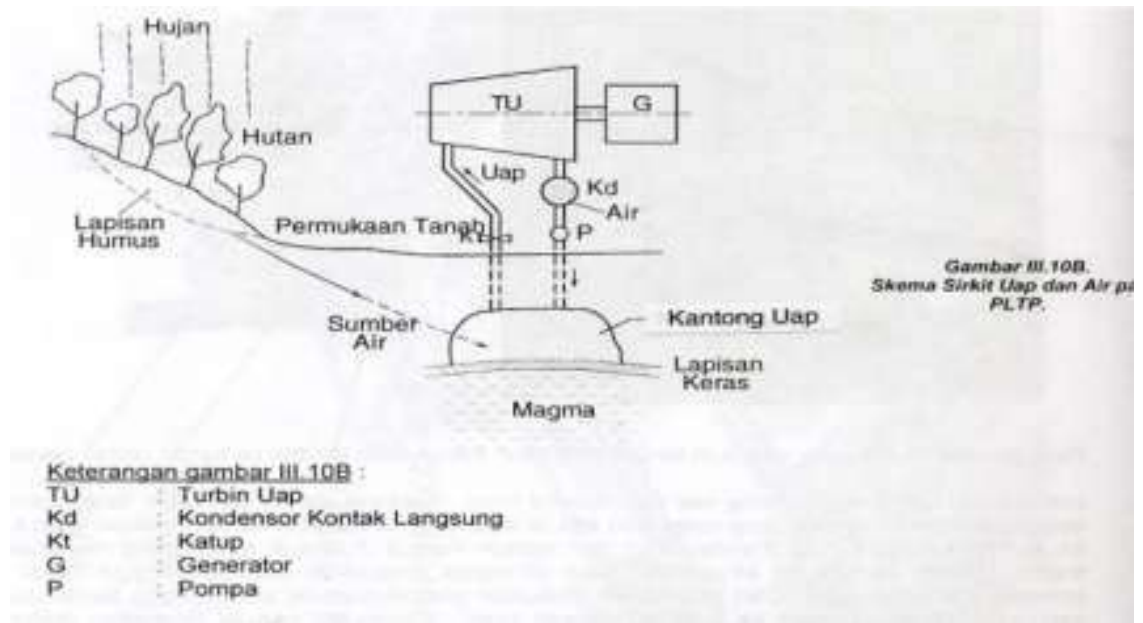 Hujan
TU
G
Hutan
Uap
Kd
Air
Lapisan
Humus
Permukaan Tanah
Kt
P
Gambar III.10B.
Skema Sirkit Uap dan Air pa
PLTP.
Sumber
Air
Kantong Uap
Lapisan
Keras
Magma
Keterangan gambar III.10B :
TU : Turbin Uap
Kd : Kondensor Kontak Langsung
Kt : Katup
G : Generator
P : Pompa